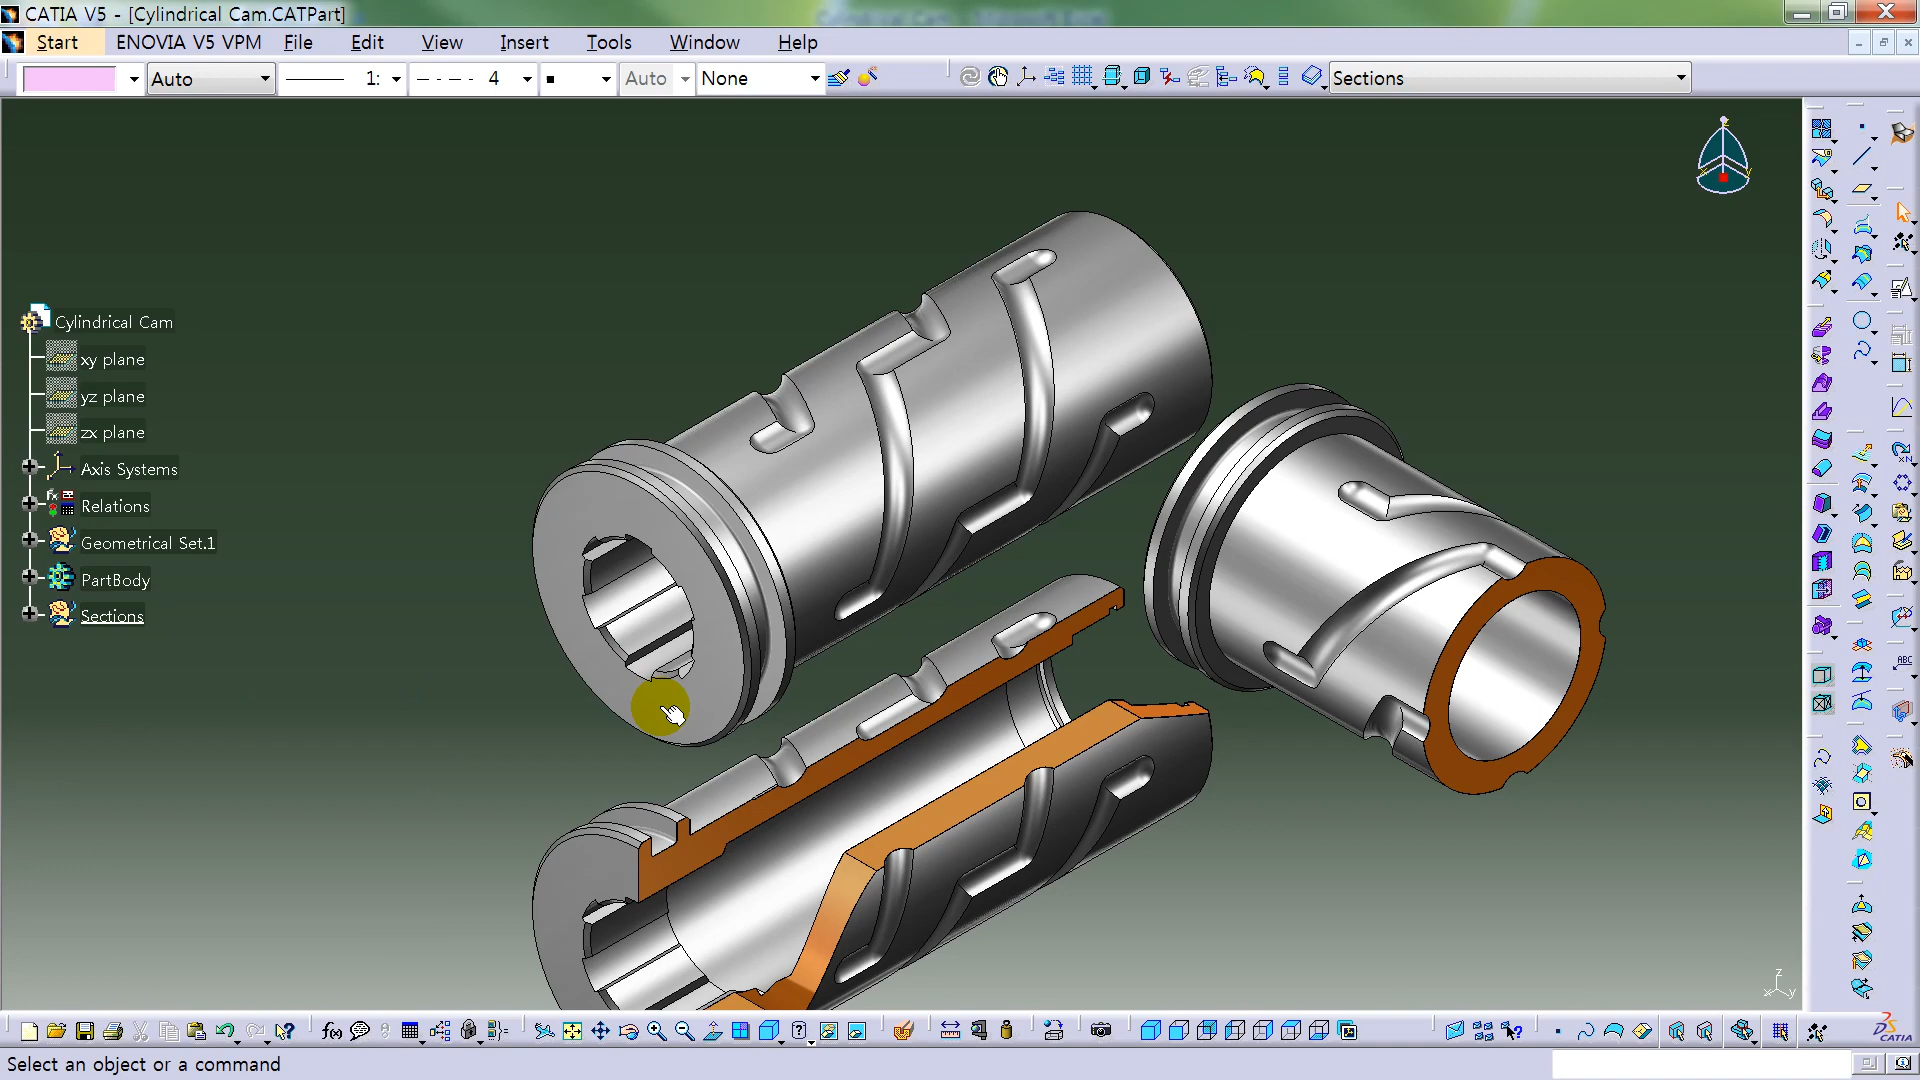 CATIA V5 - [Cylindrical Cam.CATPart]
Start ENOVIA V5 VPM File Edit View Insert Tools Window Help
Auto 1: 4 Auto None Sections
Cylindrical Cam
xy plane
yz plane
zx plane
Axis Systems
Relations
Geometrical Set.1
PartBody
Sections
ABC
z
x y
f(x)
CATIA
Select an object or a command